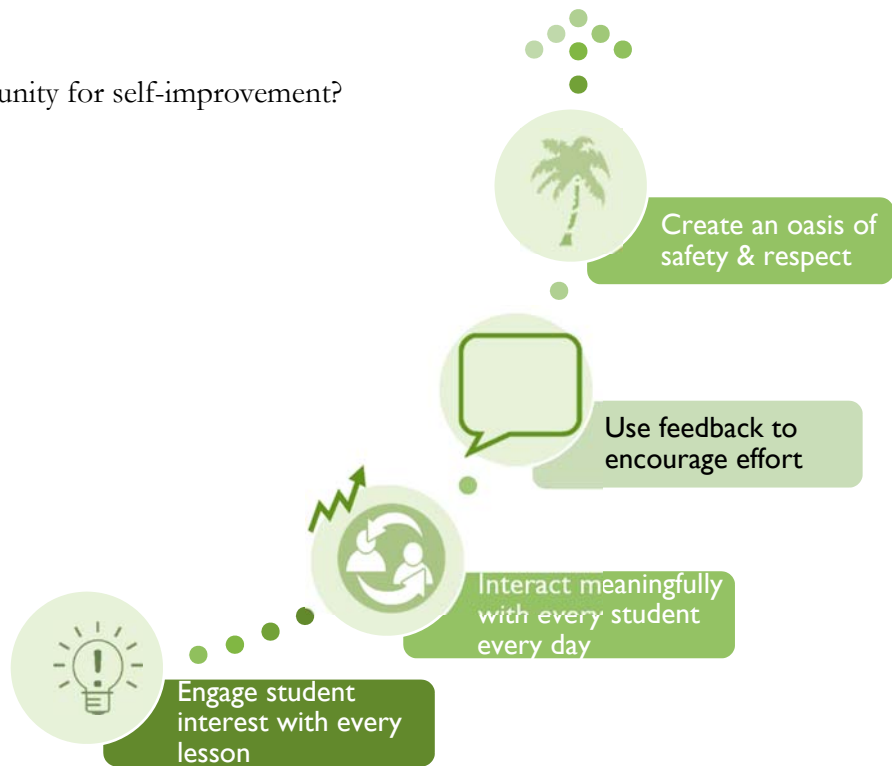 unity for self-improvement?
Create an oasis of
safety & respect
Use feedback to
encourage effort
Interact meaningfully
with every student
every day
Engage student
interest with every
lesson